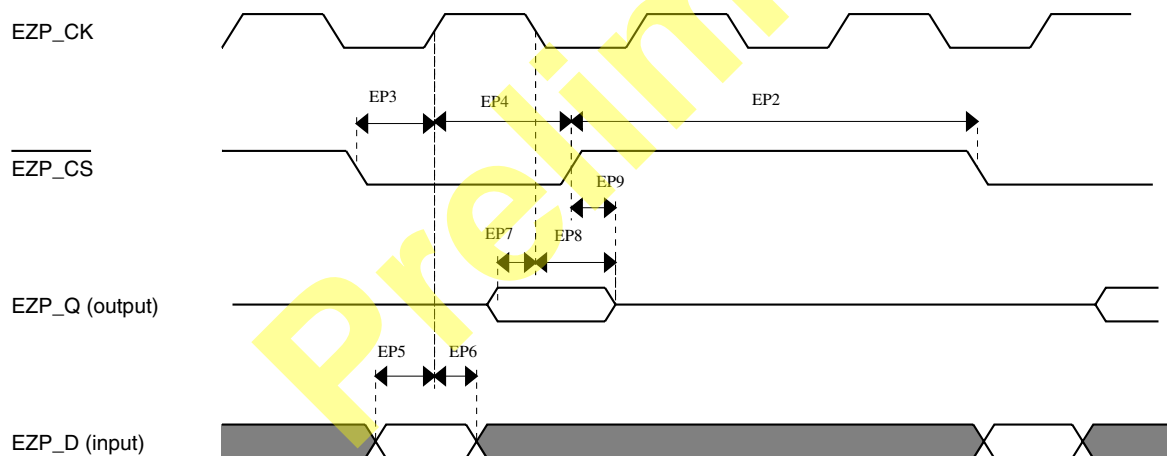 EZP_CK
EP3
EP4
EP2
EZP_CS
EP9
EP7
EP8
EZP_Q (output)
EP5
EP6
EZP_D (input)
Prelim